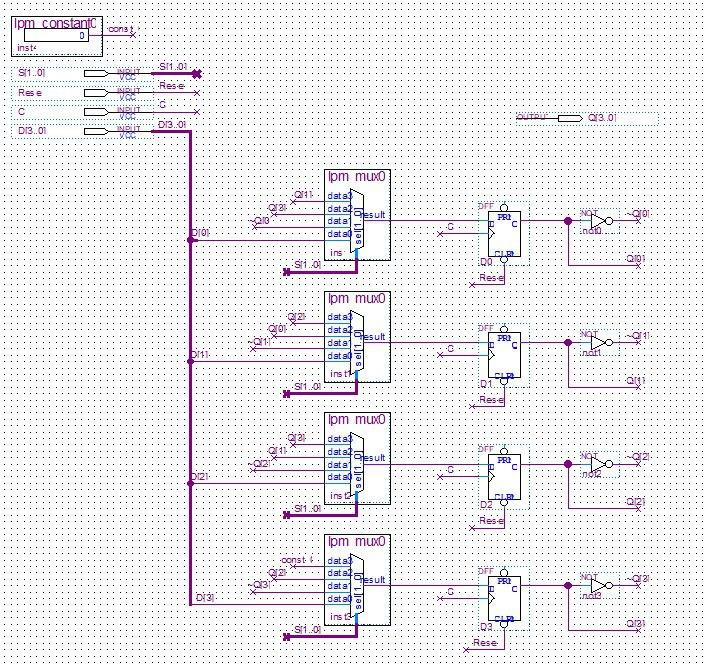 lpm_constant0
0
const
inst4
S[1..0]
INPUT
VCC
S[1..0]
Rese
INPUT
VCC
Rese
C
INPUT
VCC
C
D[3..0]
INPUT
VCC
D[3..0]
OUTPUT
Q[3..0]
lpm_mux0
Q[1]
data3
Q[3]
data2
~Q[0
data1
D[0]
data0
result
sel[1..0]
inst
S[1..0]
DFF
PRN
D
Q
C
CLRN
D0
Rese
NOT
~Q[0]
not0
Q[0]
lpm_mux0
Q[2]
data3
Q[0]
data2
~Q[1]
data1
D[1]
data0
result
sel[1..0]
inst1
S[1..0]
DFF
PRN
D
Q
C
CLRN
D1
Rese
NOT
~Q[1]
not1
Q[1]
lpm_mux0
Q[3]
data3
Q[1]
data2
~Q[2]
data1
D[2]
data0
result
sel[1..0]
inst2
S[1..0]
DFF
PRN
D
Q
C
CLRN
D2
Rese
NOT
~Q[2]
not2
Q[2]
lpm_mux0
const
data3
Q[2]
data2
~Q[3]
data1
D[3]
data0
result
sel[1..0]
inst3
S[1..0]
DFF
PRN
D
Q
C
CLRN
D3
Rese
NOT
~Q[3]
not3
Q[3]